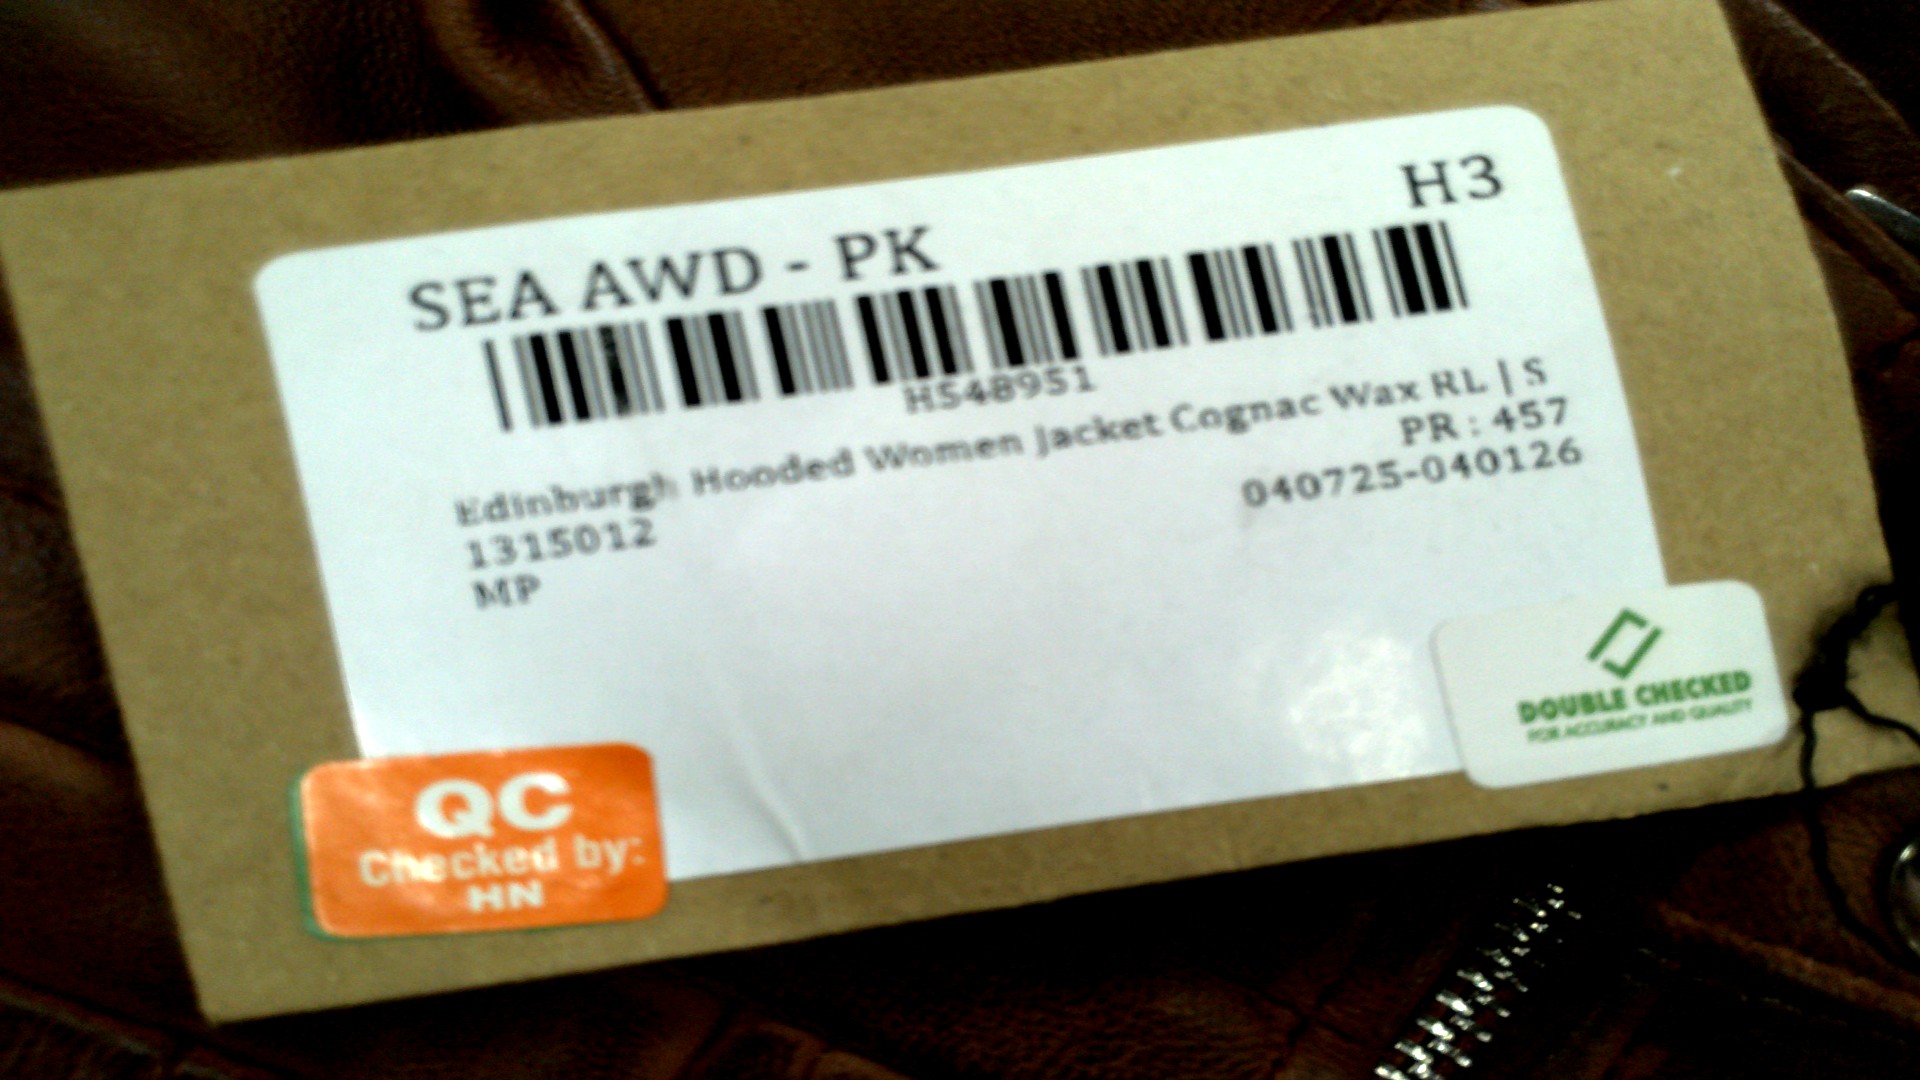 H3
SEA AWD - PK
H548951
Edinburgh Hooded Women Jacket Cognac Wax RL | S
PR : 457
1315012
040725-040126
MP
DOUBLE CHECKED
FOR ACCURACY AND QUALITY
QC
Checked by:
HN